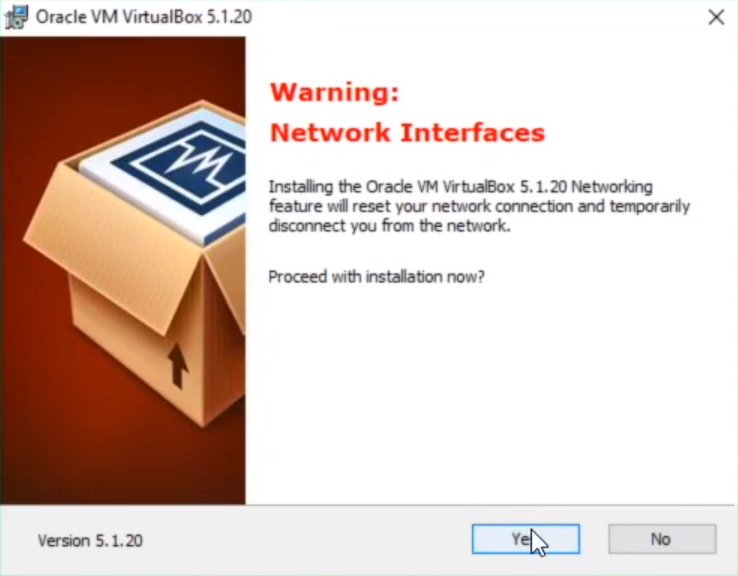 Oracle VM VirtualBox 5.1.20
Warning:
Network Interfaces
Installing the Oracle VM VirtualBox 5.1.20 Networking
feature will reset your network connection and temporarily
disconnect you from the network.
Proceed with installation now?
Version 5.1.20
Yes
No